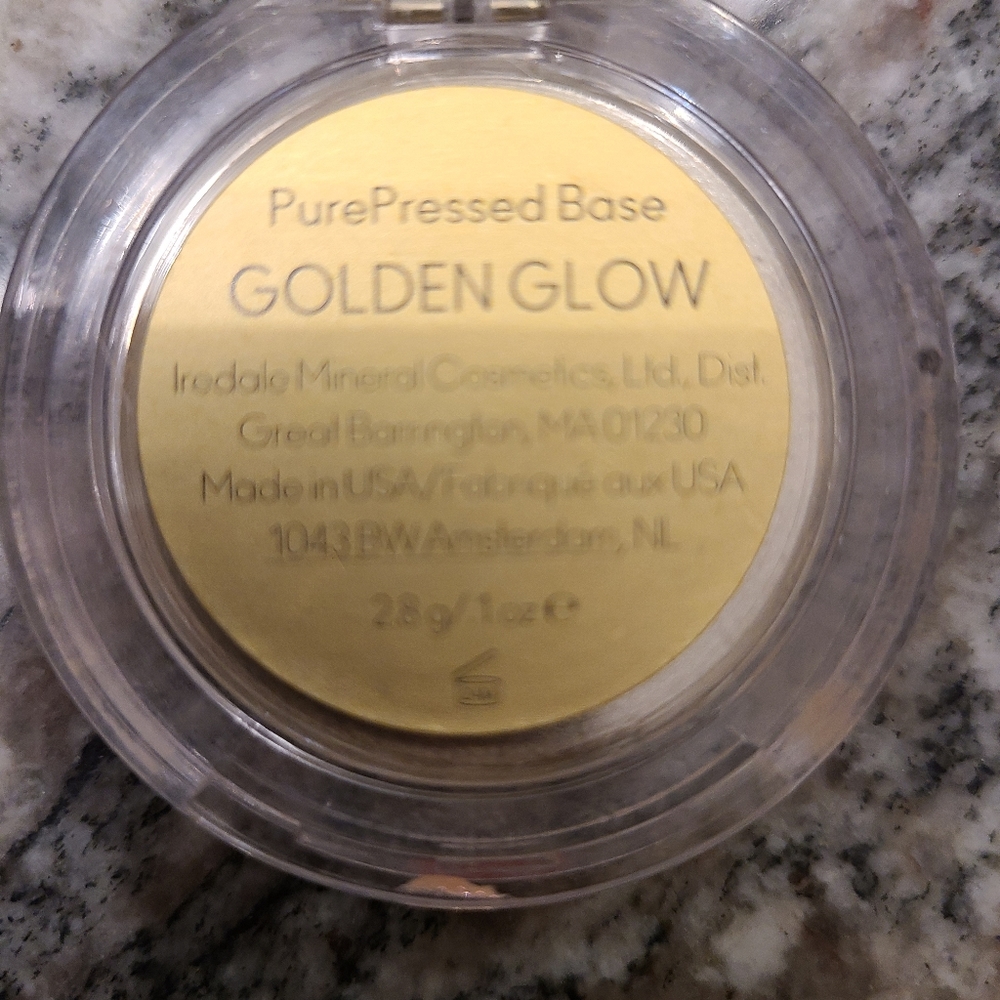 PurePressed Base
GOLDEN GLOW
Iredale Mineral Cosmetics, Ltd., Dist.
Great Barrington, MA 01230
Made in USA/Fabriqué aux USA
1043 BW Amsterdam, NL
2.8 g/.1 oz ℮